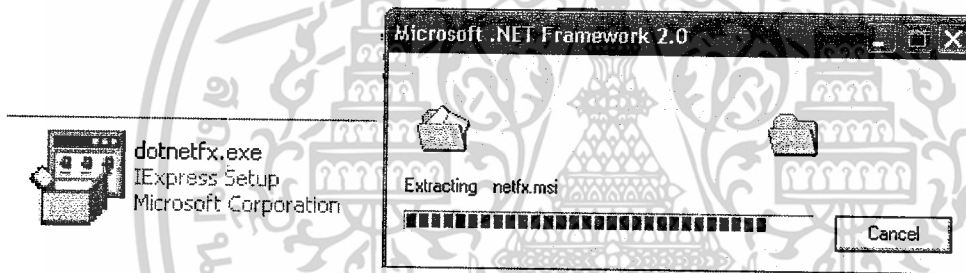 dotnetfx.exe
IExpress Setup
Microsoft Corporation
Microsoft .NET Framework 2.0
Extracting netfx.msi
Cancel